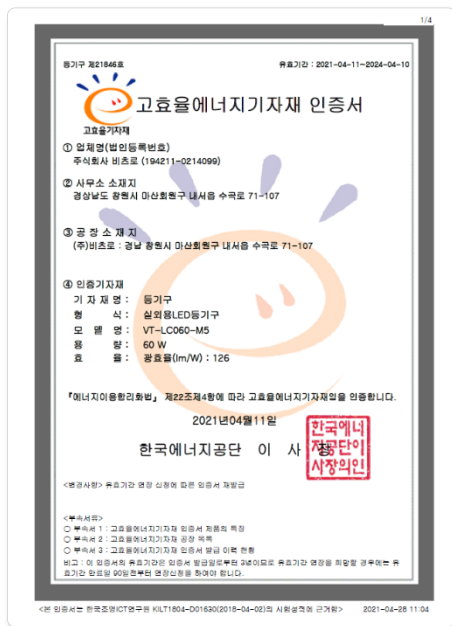 1/4
등기구 제21846호
유효기간 : 2021-04-11~2024-04-10
고효율기자재
고효율에너지기자재 인증서
① 업체명(법인등록번호)
주식회사 비츠로 (194211-0214099)
② 사무소 소재지
경상남도 창원시 마산회원구 내서읍 수곡로 71-107
③ 공 장 소 재 지
(주)비츠로 : 경남 창원시 마산회원구 내서읍 수곡로 71-107
④ 인증기자재
기 자 재 명 : 등기구
형 식 : 실외용LED등기구
모 델 명 : VT-LC060-M5
용 량 : 60 W
효 율 : 광효율(lm/W) : 126
『에너지이용합리화법』 제22조제4항에 따라 고효율에너지기자재임을 인증합니다.
2021년04월11일
한국에너지공단 이 사 장
한국에너
지공단이
사장의인
<변경사항> 유효기간 연장 신청에 따른 인증서 재발급
<부속서류>
○ 부속서 1 : 고효율에너지기자재 인증서 제품의 특징
○ 부속서 2 : 고효율에너지기자재 공장 목록
○ 부속서 3 : 고효율에너지기자재 인증서 발급 이력 현황
비고 : 이 인증서의 유효기간은 인증서 발급일로부터 3년이므로 유효기간 연장을 희망할 경우에는 유
효기간 만료일 90일전부터 연장신청을 하여야 합니다.
<본 인증서는 한국조명ICT연구원 KILT1804-D01630(2018-04-02)의 시험성적에 근거함>
2021-04-28 11:04